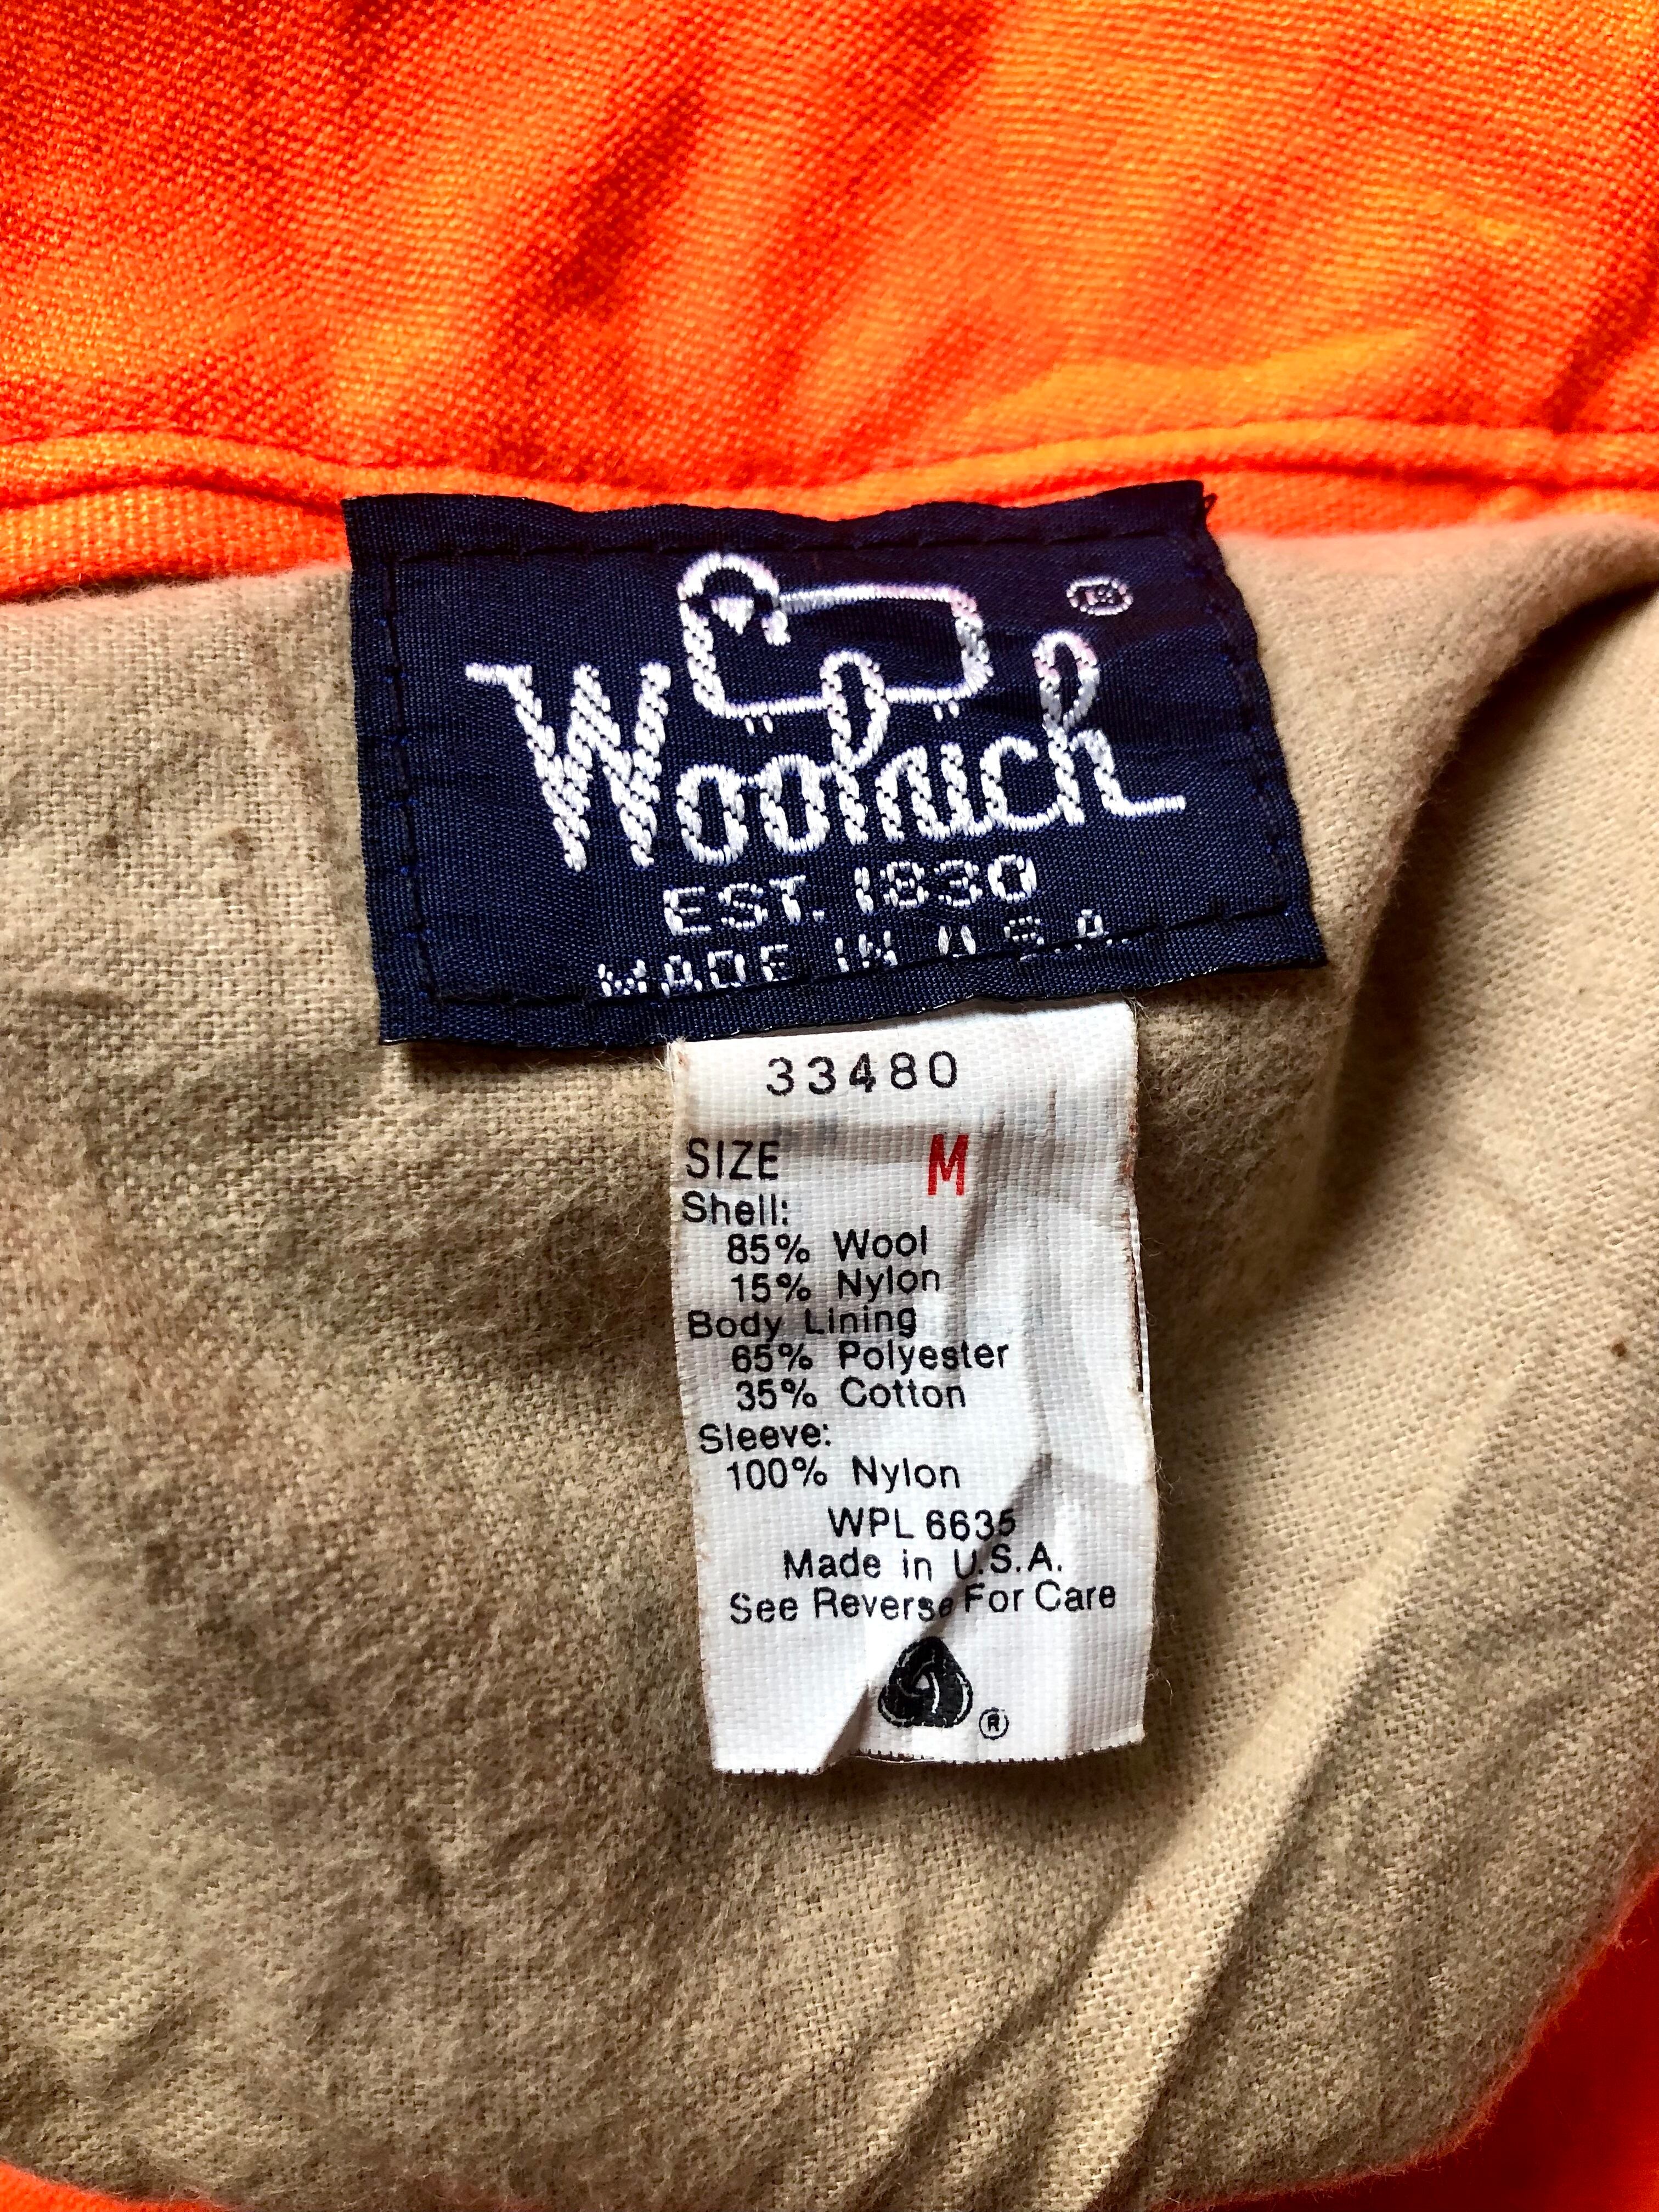 ®
Woolrich
EST. 1830
MADE IN U.S.A.
33480
SIZE M
Shell:
85% Wool
15% Nylon
Body Lining
65% Polyester
35% Cotton
Sleeve:
100% Nylon
WPL 6635
Made in U.S.A.
See Reverse For Care
®